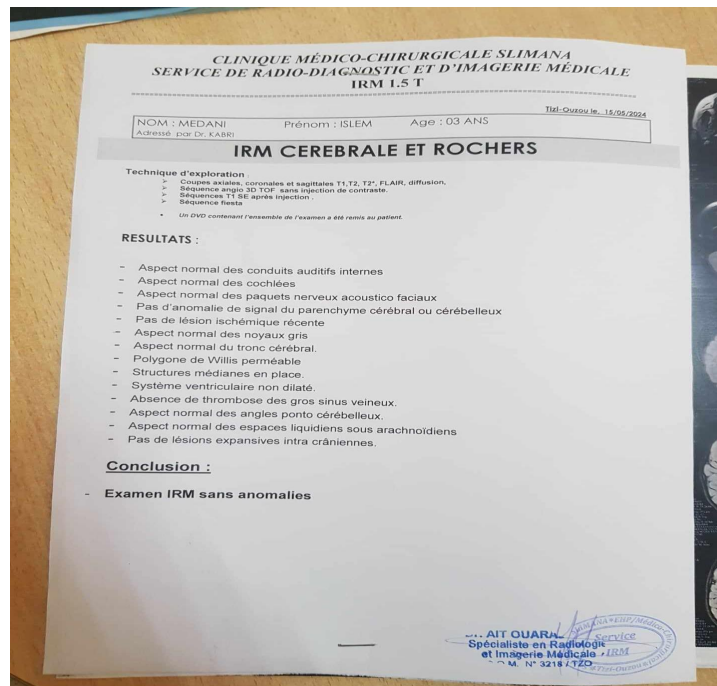 CLINIQUE MÉDICO-CHIRURGICALE SLIMANA
SERVICE DE RADIO-DIAGNOSTIC ET D'IMAGERIE MÉDICALE
IRM 1.5 T
Tizi-Ouzou le, 15/05/2024
NOM : MEDANI Prénom : ISLEM Age : 03 ANS
Adressé par Dr. KABRI
IRM CEREBRALE ET ROCHERS
Technique d'exploration :
➢ Coupes axiales, coronales et sagittales T1,T2, T2*, FLAIR, diffusion,
➢ Séquence angio 3D TOF sans injection de contraste.
➢ Séquences T1 SE après injection .
➢ Séquence fiesta
• Un DVD contenant l'ensemble de l'examen a été remis au patient.
RESULTATS :
- Aspect normal des conduits auditifs internes
- Aspect normal des cochlées
- Aspect normal des paquets nerveux acoustico faciaux
- Pas d'anomalie de signal du parenchyme cérébral ou cérébelleux
- Pas de lésion ischémique récente
- Aspect normal des noyaux gris
- Aspect normal du tronc cérébral.
- Polygone de Willis perméable
- Structures médianes en place.
- Système ventriculaire non dilaté.
- Absence de thrombose des gros sinus veineux.
- Aspect normal des angles ponto cérébelleux.
- Aspect normal des espaces liquidiens sous arachnoïdiens
- Pas de lésions expansives intra crâniennes.
Conclusion :
- Examen IRM sans anomalies
AIT OUARA
Spécialiste en Radiologie
et Imagerie Médicale
M. N° 3218 / TZO
Service
IRM